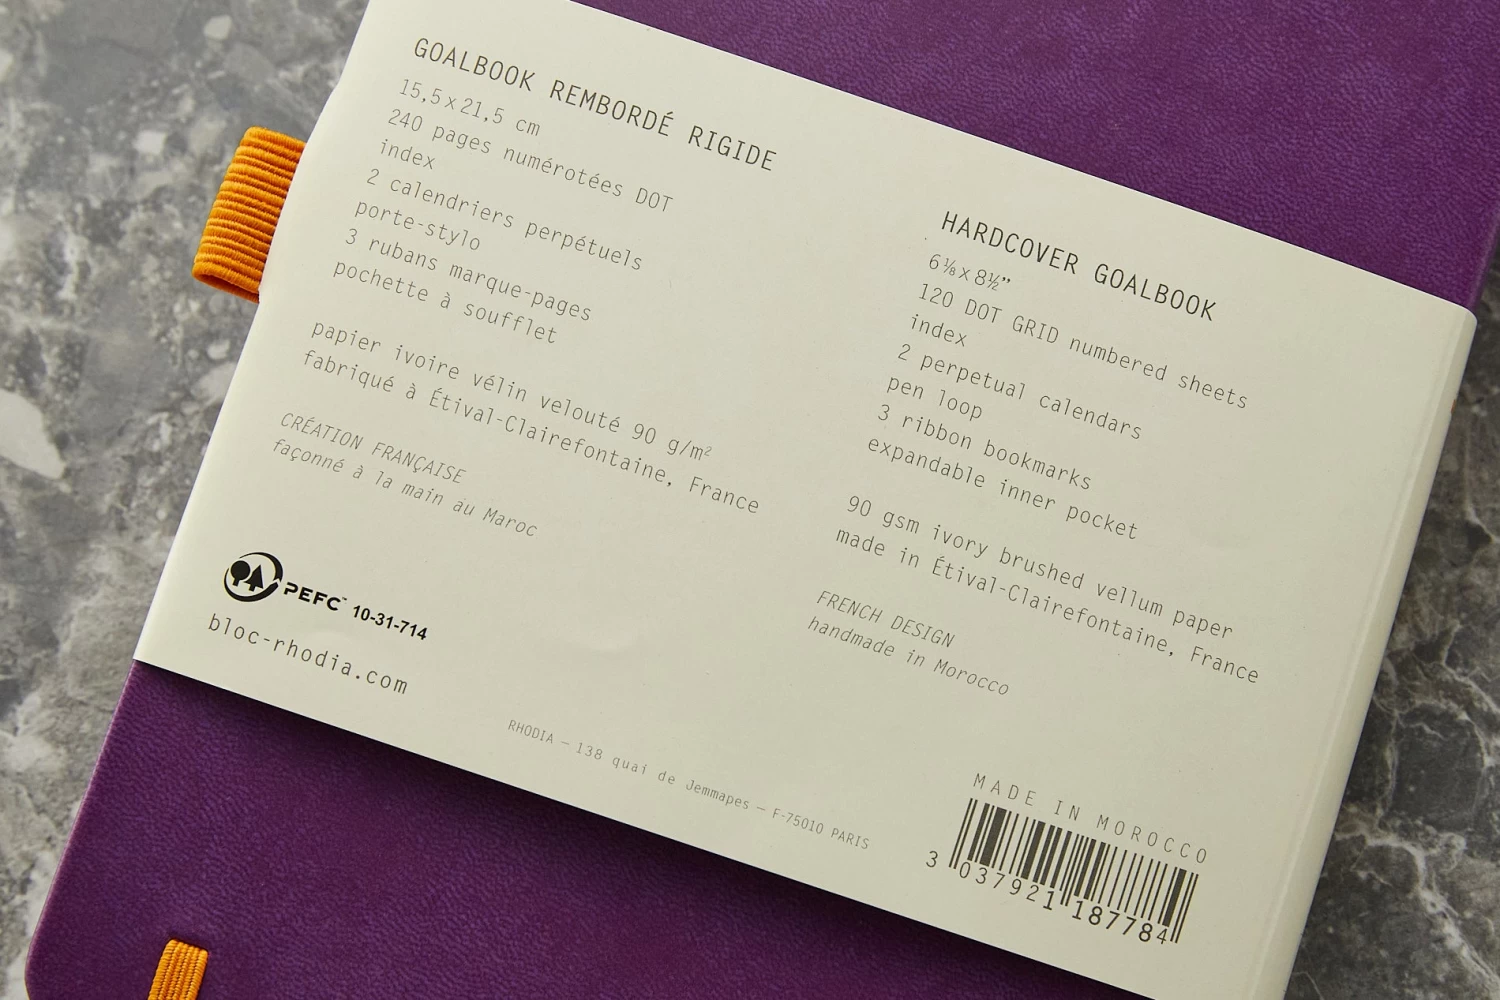 GOALBOOK REMBORDÉ RIGIDE
15,5 x 21,5 cm
240 pages numérotées DOT
index
2 calendriers perpétuels
porte-stylo
3 rubans marque-pages
pochette à soufflet
papier ivoire vélin velouté 90 g/m²
fabriqué à Étival-Clairefontaine, France
CRÉATION FRANÇAISE
façonné à la main au Maroc
PEFC™ 10-31-714
bloc-rhodia.com
HARDCOVER GOALBOOK
6⅛ x 8½”
120 DOT GRID numbered sheets
index
2 perpetual calendars
pen loop
3 ribbon bookmarks
expandable inner pocket
90 gsm ivory brushed vellum paper
made in Étival-Clairefontaine, France
FRENCH DESIGN
handmade in Morocco
RHODIA – 138 quai de Jemmapes – F-75010 PARIS
MADE IN MOROCCO
3 037921 187784